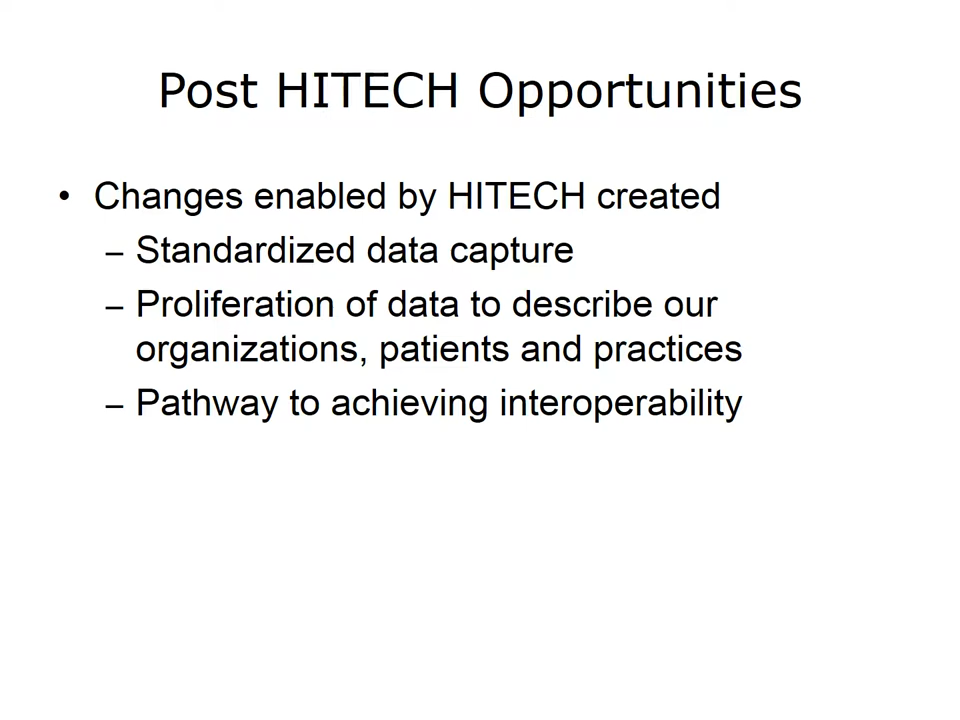 Post HITECH Opportunities
• Changes enabled by HITECH created
– Standardized data capture
– Proliferation of data to describe our
organizations, patients and practices
– Pathway to achieving interoperability